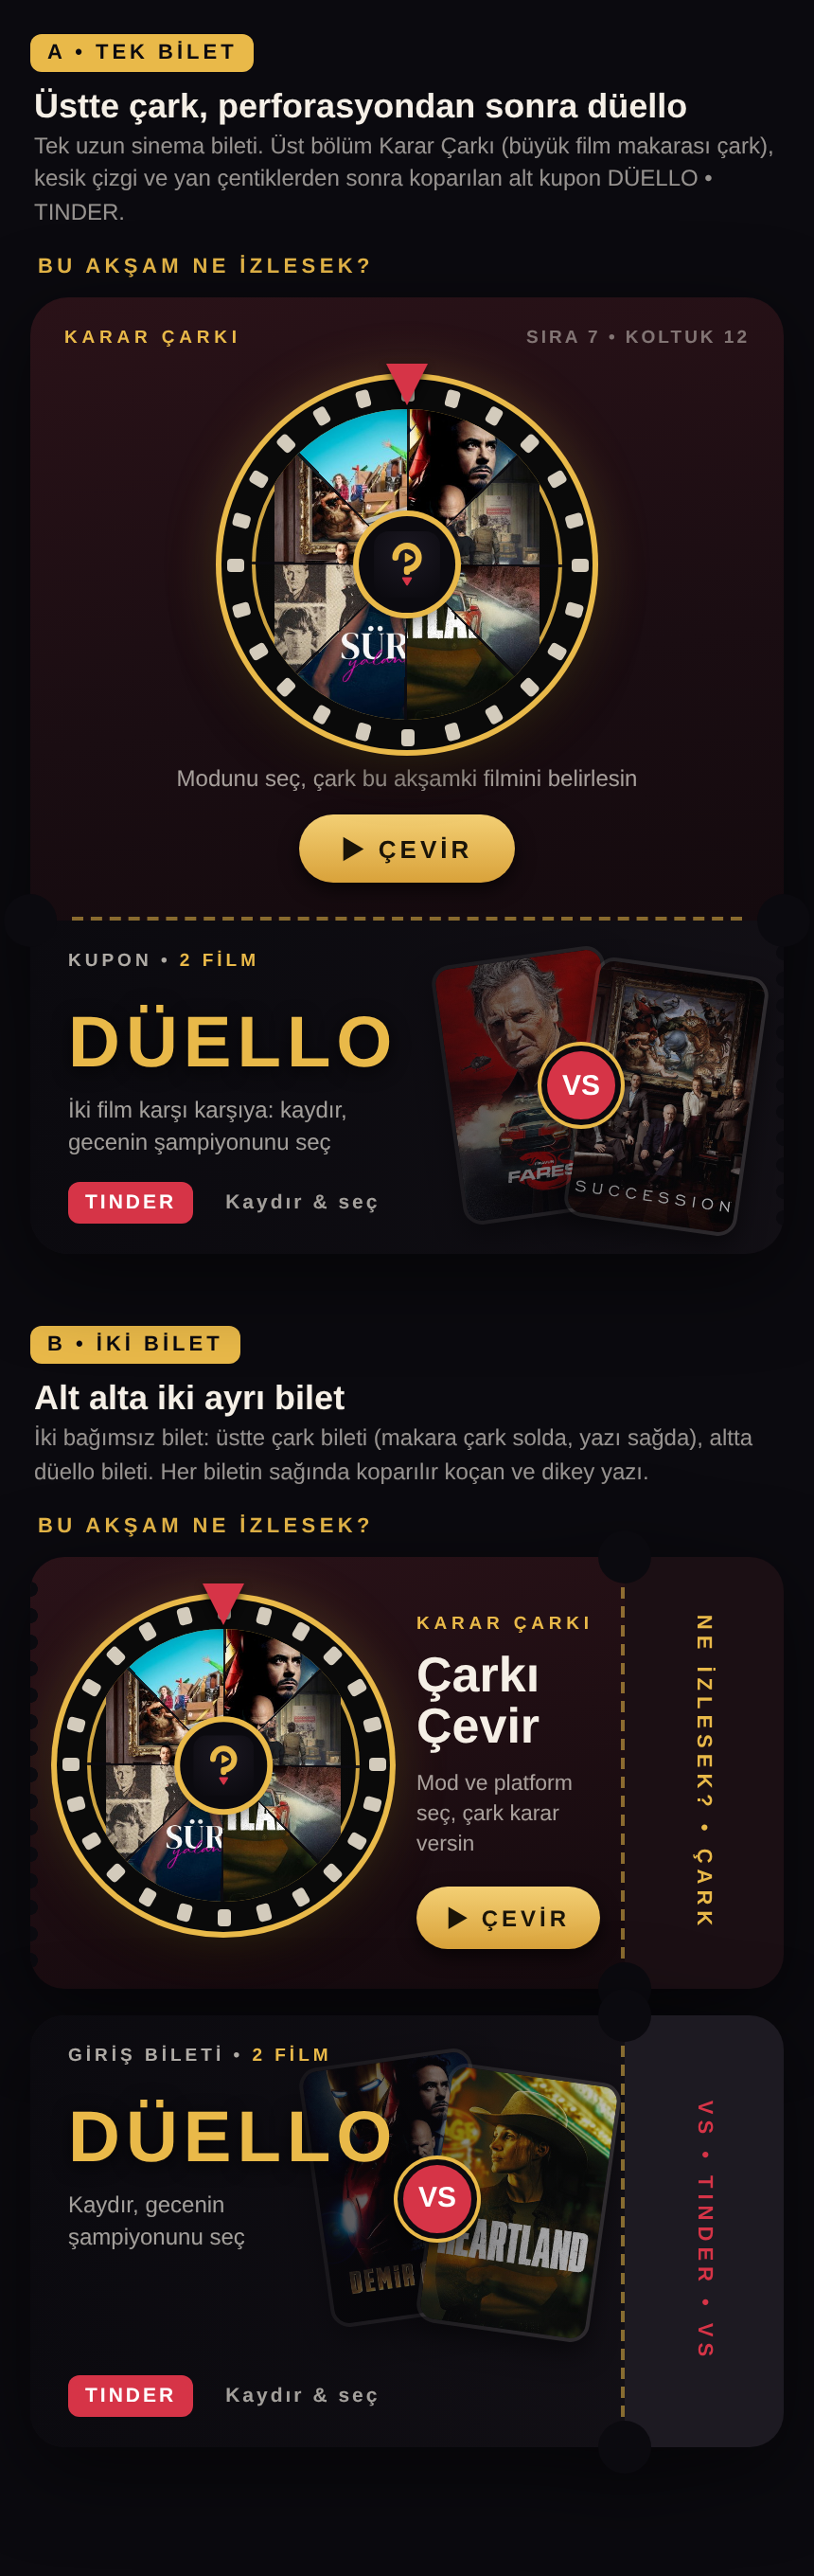 A • TEK BİLET
Üstte çark, perforasyondan sonra düello
Tek uzun sinema bileti. Üst bölüm Karar Çarkı (büyük film makarası çark),
kesik çizgi ve yan çentiklerden sonra koparılan alt kupon DÜELLO •
TINDER.
BU AKŞAM NE İZLESEK?
KARAR ÇARKI
SIRA 7 • KOLTUK 12
SÜR
Modunu seç, çark bu akşamki filmini belirlesin
ÇEVİR
KUPON • 2 FİLM
DÜELLO
İki film karşı karşıya: kaydır,
gecenin şampiyonunu seç
TINDER
Kaydır & seç
VS
SUCCESSION
B • İKİ BİLET
Alt alta iki ayrı bilet
İki bağımsız bilet: üstte çark bileti (makara çark solda, yazı sağda), altta
düello bileti. Her biletin sağında koparılır koçan ve dikey yazı.
BU AKŞAM NE İZLESEK?
SÜR
KARAR ÇARKI
Çarkı
Çevir
Mod ve platform
seç, çark karar
versin
ÇEVİR
NE İZLESEK? • ÇARK
GİRİŞ BİLETİ • 2 FİLM
DÜELLO
Kaydır, gecenin
şampiyonunu seç
DEMİR
VS
EARTLAND
TINDER
Kaydır & seç
VS • TINDER • VS